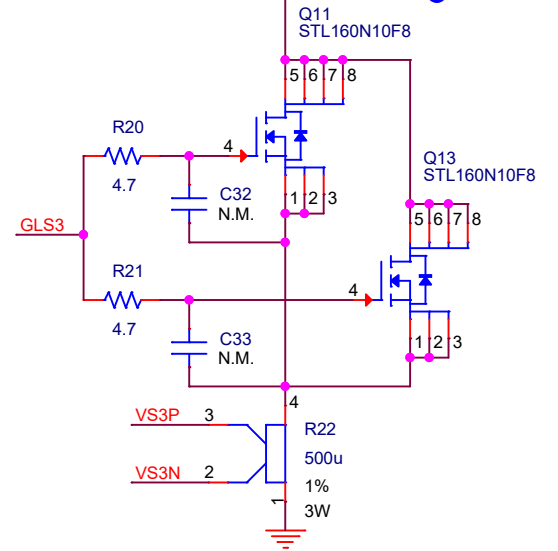 Q11
STL160N10F8
5 6 7 8
R20
4
4.7
C32
N.M.
1 2 3
Q13
STL160N10F8
5 6 7 8
GLS3
R21
4
4.7
C33
N.M.
1 2 3
4
VS3P 3
R22
500u
VS3N 2
1%
1
3W